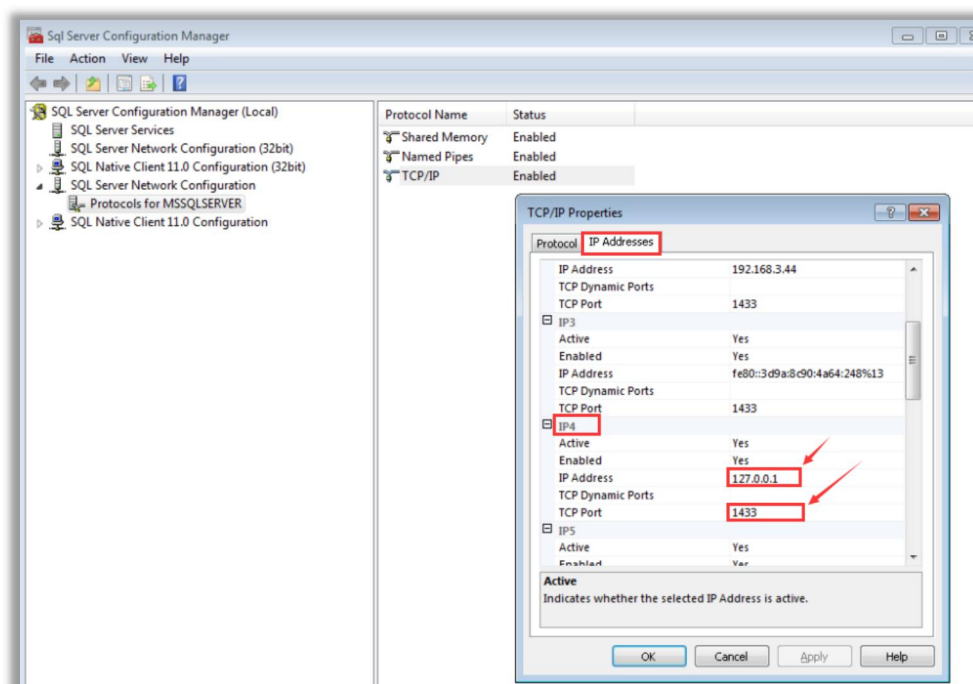 Sql Server Configuration Manager
File Action View Help
SQL Server Configuration Manager (Local)
SQL Server Services
SQL Server Network Configuration (32bit)
SQL Native Client 11.0 Configuration (32bit)
SQL Server Network Configuration
Protocols for MSSQLSERVER
SQL Native Client 11.0 Configuration
Protocol Name Status
Shared Memory Enabled
Named Pipes Enabled
TCP/IP Enabled
TCP/IP Properties
Protocol IP Addresses
IP Address 192.168.3.44
TCP Dynamic Ports
TCP Port 1433
IP3
Active Yes
Enabled Yes
IP Address fe80::3d9a:8c90:4a64:248%13
TCP Dynamic Ports
TCP Port 1433
IP4
Active Yes
Enabled Yes
IP Address 127.0.0.1
TCP Dynamic Ports
TCP Port 1433
IP5
Active Yes
Enabled Yes
Active
Indicates whether the selected IP Address is active.
OK Cancel Apply Help